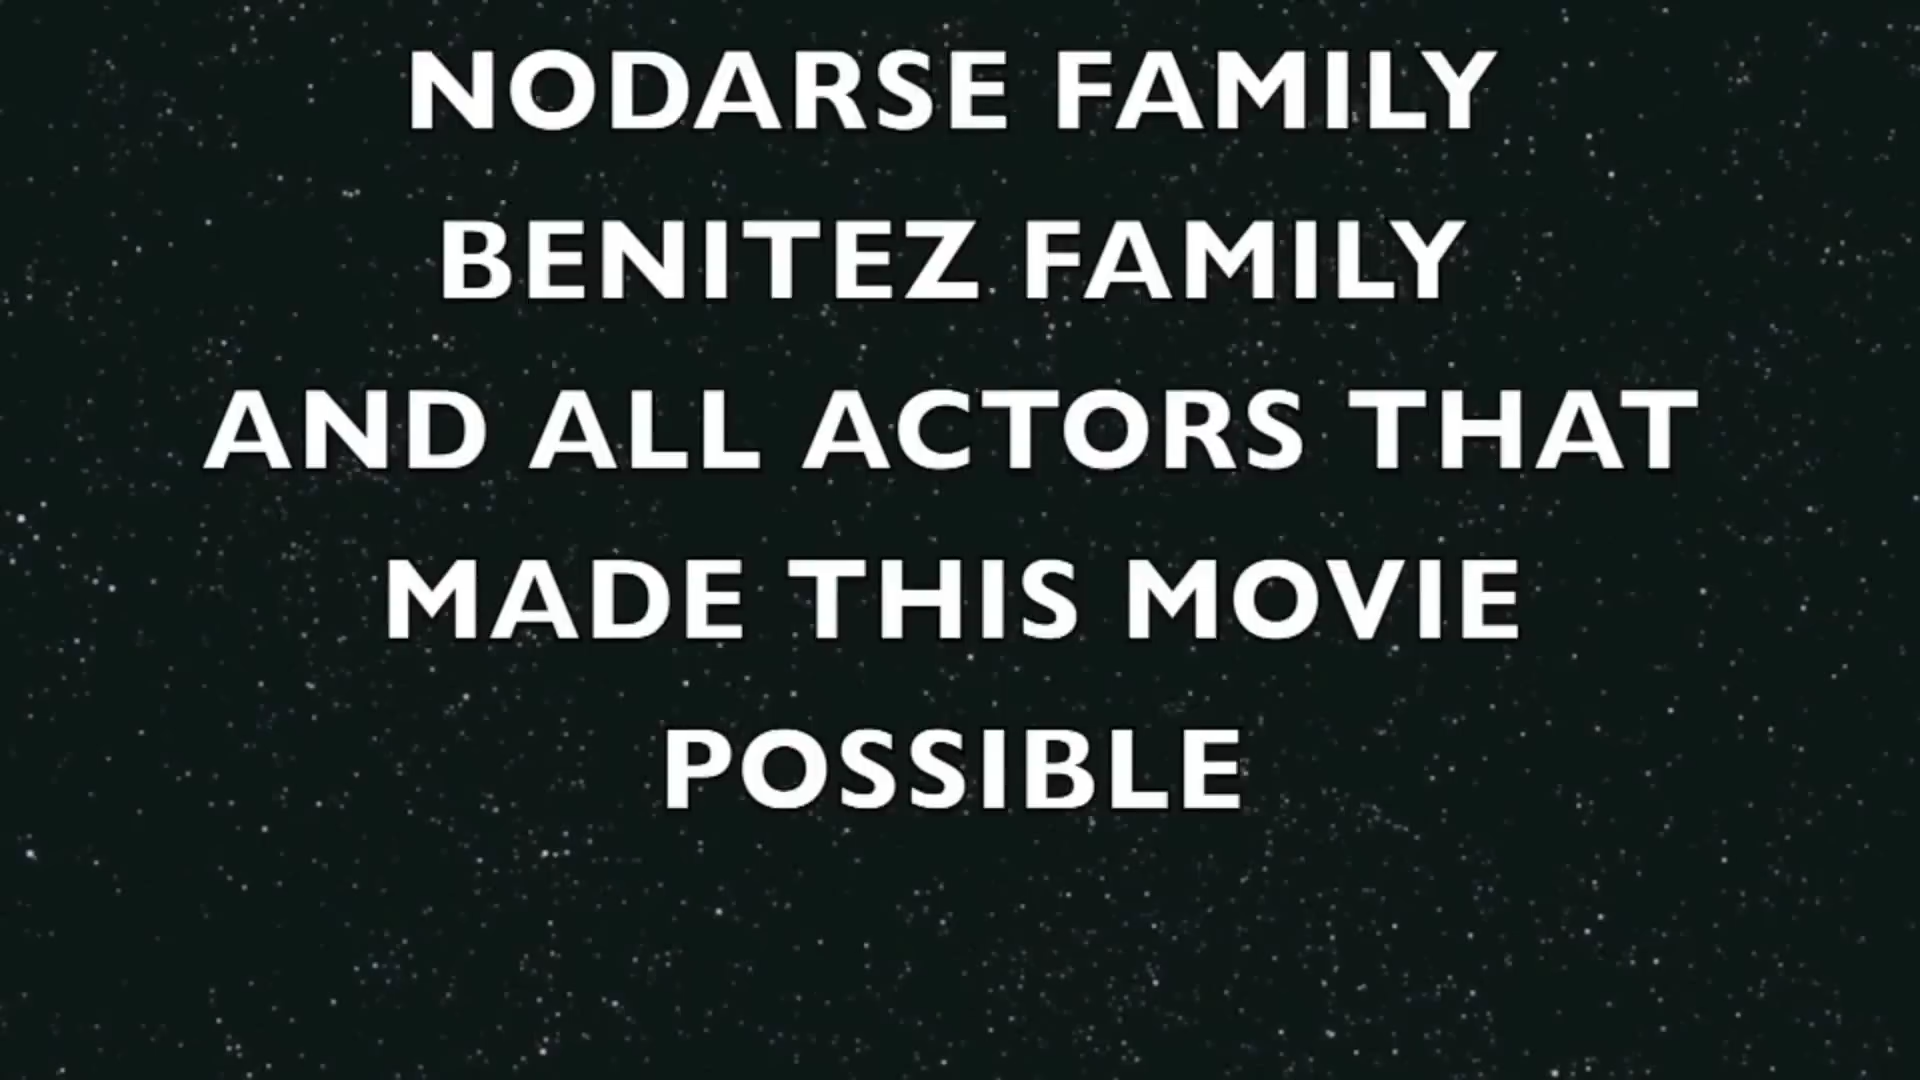 NODARSE FAMILY
BENITEZ FAMILY
AND ALL ACTORS THAT
MADE THIS MOVIE
POSSIBLE